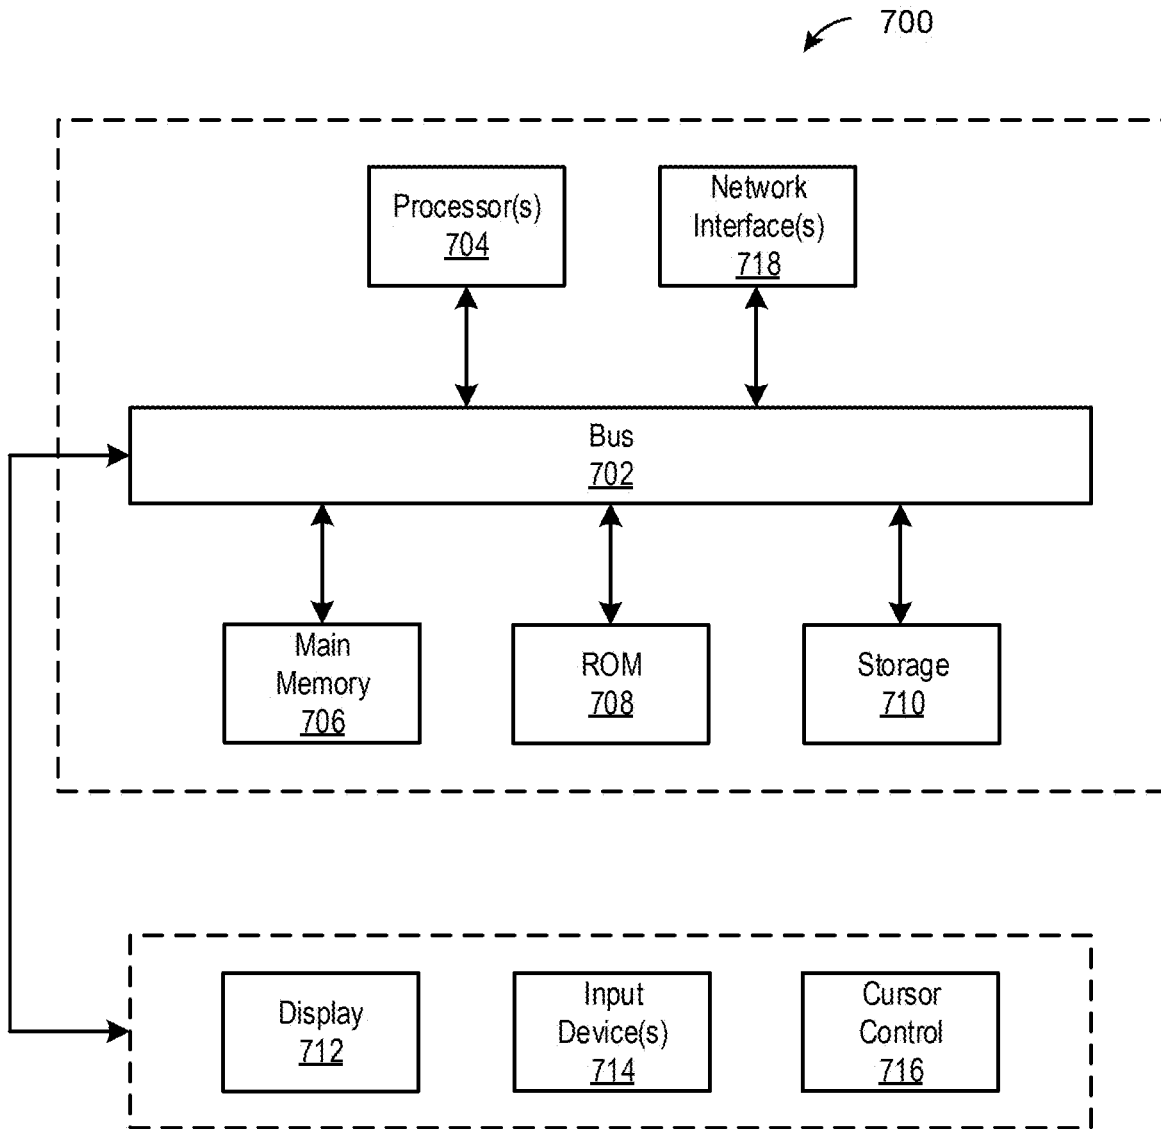 700
Processor(s)
704
Network
Interface(s)
718
Bus
702
Main
Memory
706
ROM
708
Storage
710
Display
712
Input
Device(s)
714
Cursor
Control
716